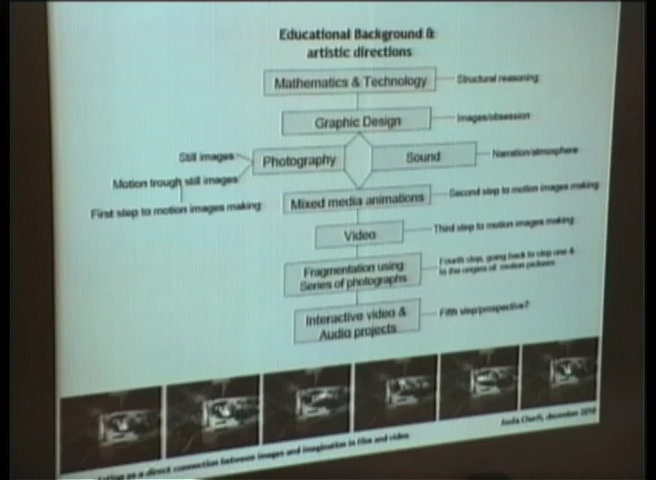 Educational Background &
artistic directions
Mathematics & Technology
Structural reasoning
Graphic Design
Images/obsession
Still images
Photography
Sound
Narration/atmosphere
Motion trough still images
First step to motion images making
Mixed media animations
Second step to motion images making
Video
Third step to motion images making
Fragmentation using
Series of photographs
Fourth step, going back to step one &
to the origins of motion pictures
Interactive video &
Audio projects
Fifth step/prospective?
as a direct connection between images and imagination in film and video
december 2010